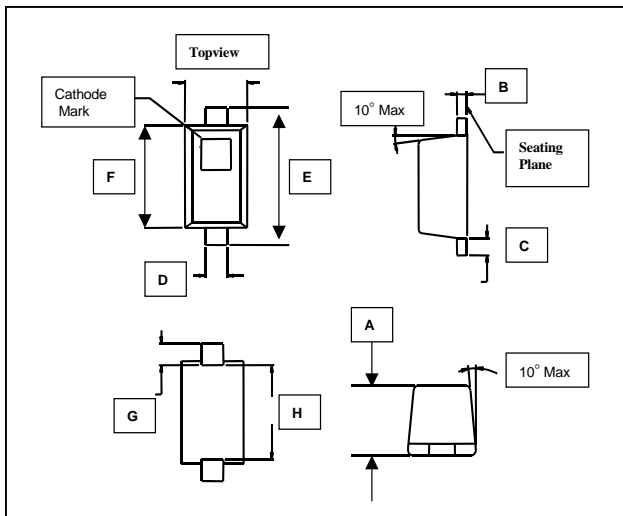 Topview
Cathode
Mark
B
10° Max
Seating
Plane
F
E
C
D
A
10° Max
G
H